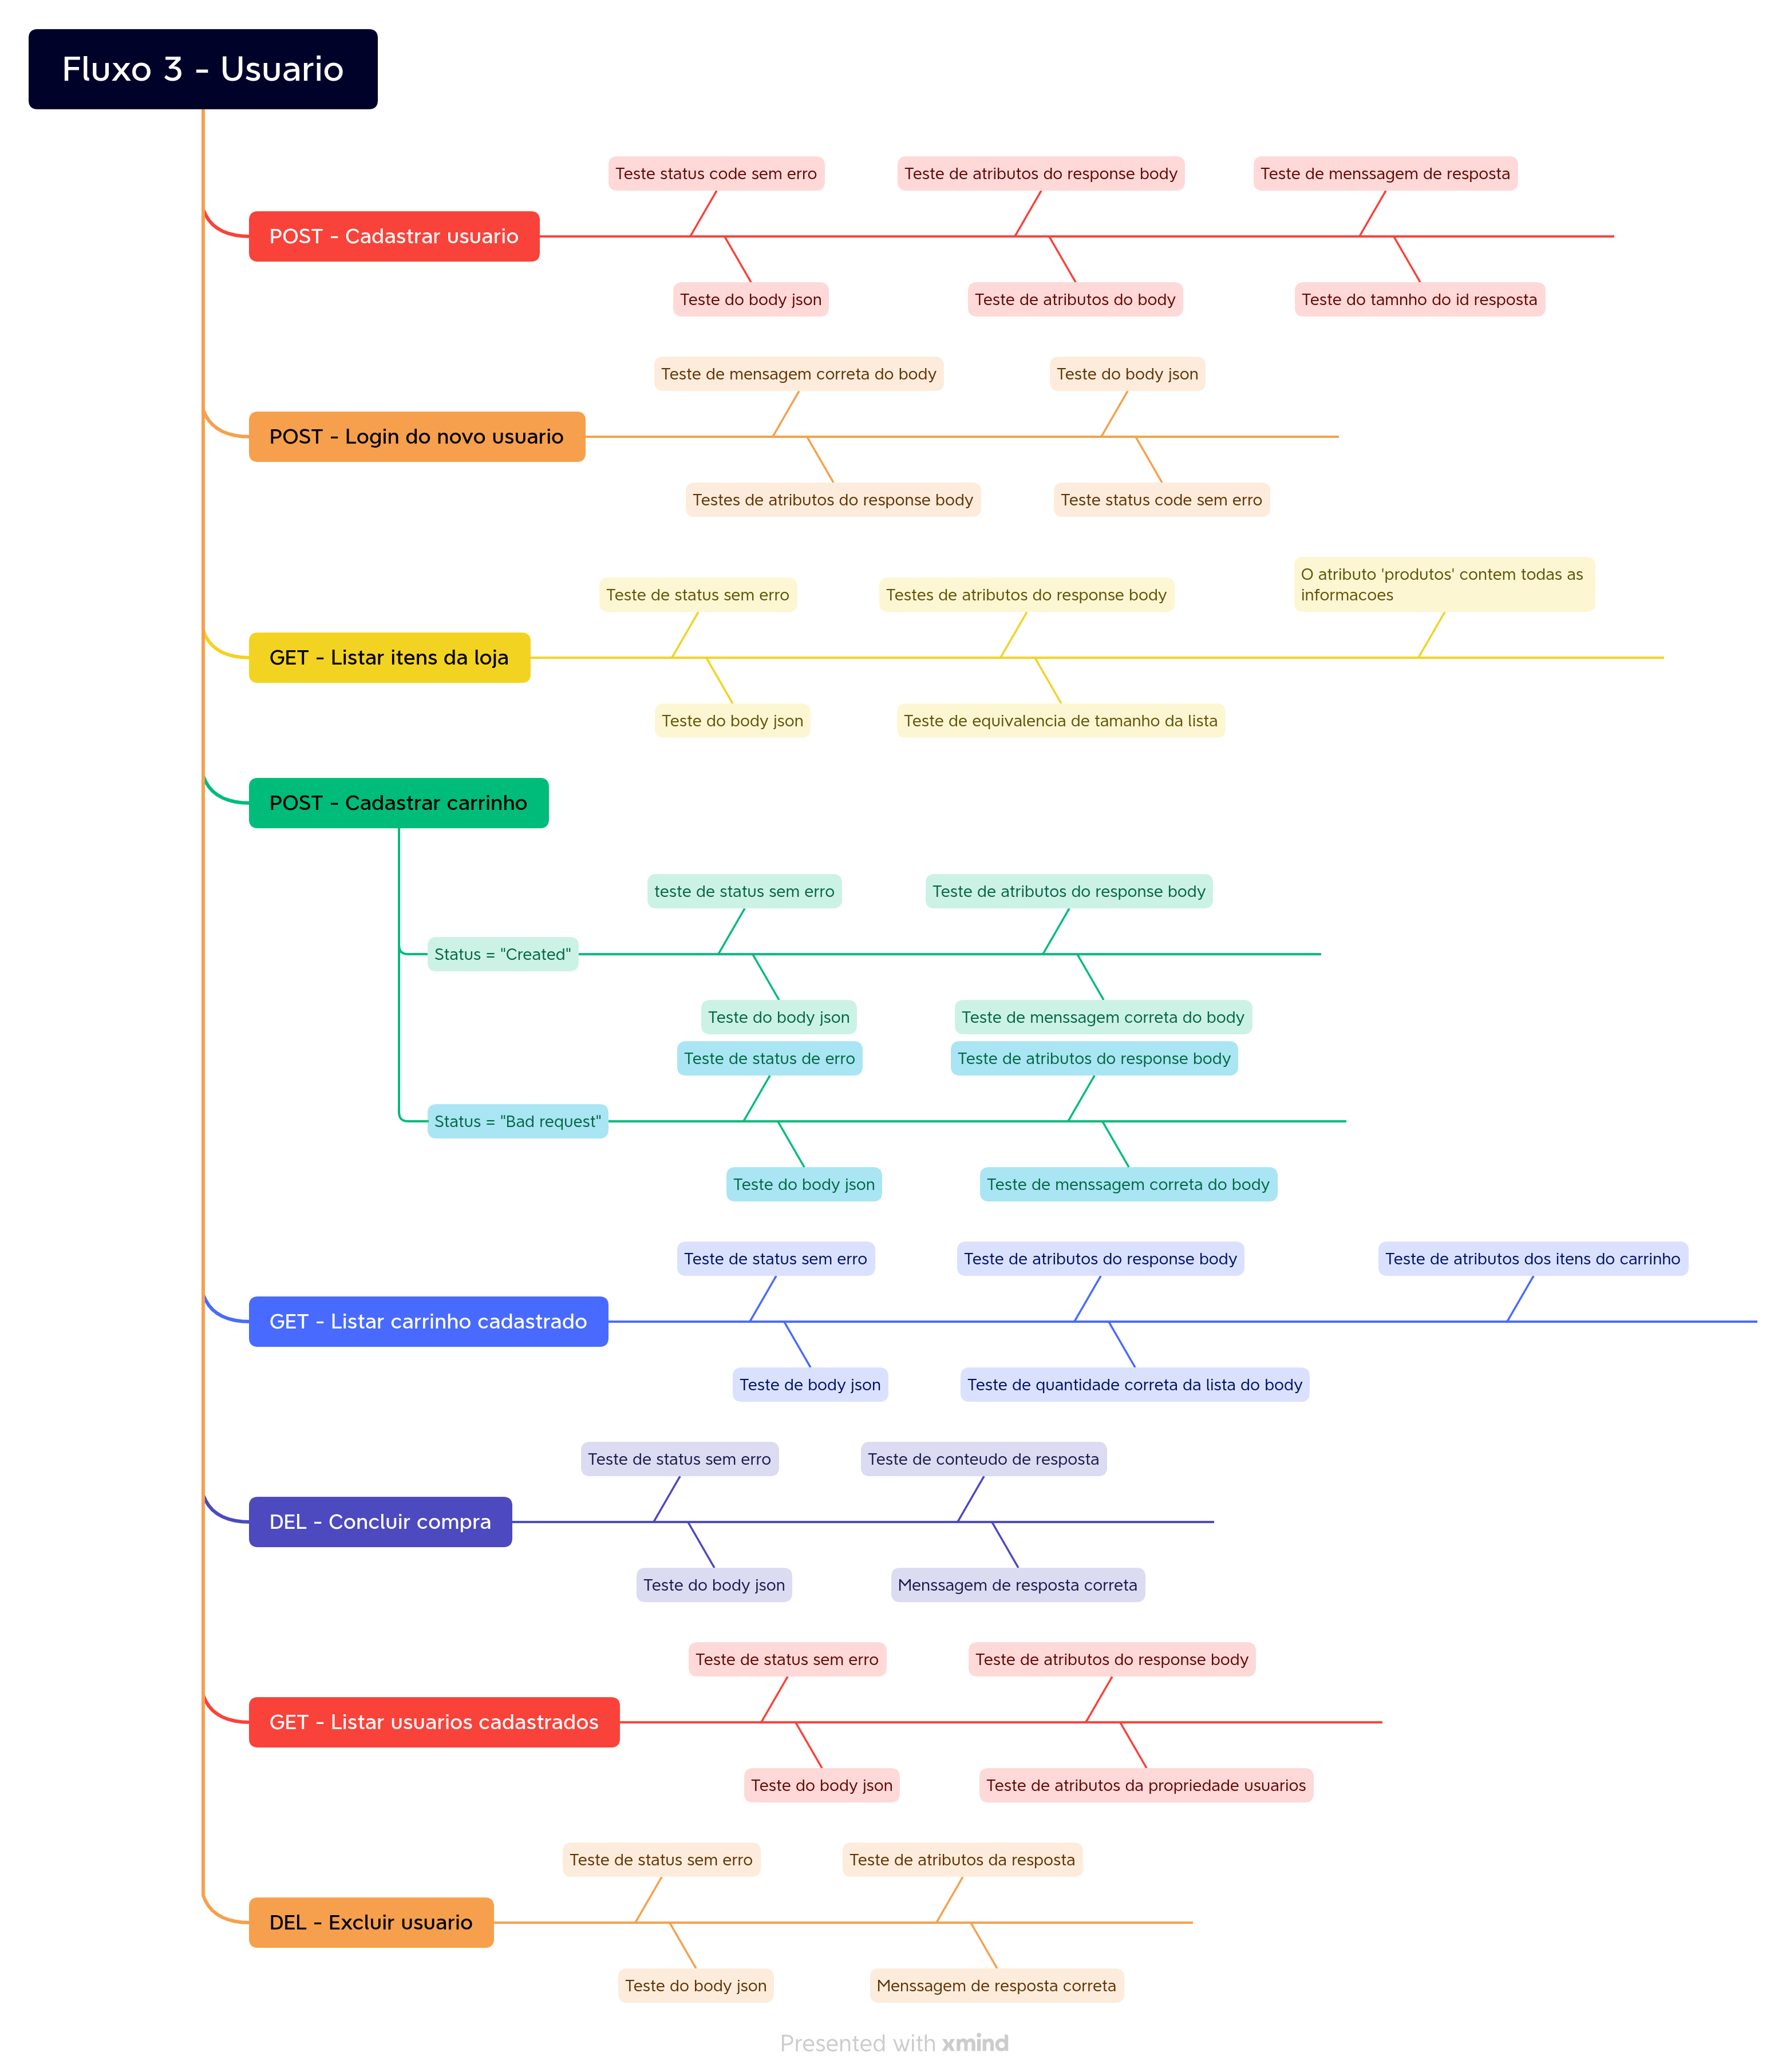 Fluxo 3 - Usuario
Teste status code sem erro
Teste de atributos do response body
Teste de menssagem de resposta
POST - Cadastrar usuario
Teste do body json
Teste de atributos do body
Teste do tamnho do id resposta
Teste de mensagem correta do body
Teste do body json
POST - Login do novo usuario
Testes de atributos do response body
Teste status code sem erro
Teste de status sem erro
Testes de atributos do response body
O atributo 'produtos' contem todas as
informacoes
GET - Listar itens da loja
Teste do body json
Teste de equivalencia de tamanho da lista
POST - Cadastrar carrinho
teste de status sem erro
Teste de atributos do response body
Status = "Created"
Teste do body json
Teste de menssagem correta do body
Teste de status de erro
Teste de atributos do response body
Status = "Bad request"
Teste do body json
Teste de menssagem correta do body
Teste de status sem erro
Teste de atributos do response body
Teste de atributos dos itens do carrinho
GET - Listar carrinho cadastrado
Teste de body json
Teste de quantidade correta da lista do body
Teste de status sem erro
Teste de conteudo de resposta
DEL - Concluir compra
Teste do body json
Menssagem de resposta correta
Teste de status sem erro
Teste de atributos do response body
GET - Listar usuarios cadastrados
Teste do body json
Teste de atributos da propriedade usuarios
Teste de status sem erro
Teste de atributos da resposta
DEL - Excluir usuario
Teste do body json
Menssagem de resposta correta
Presented with xmind